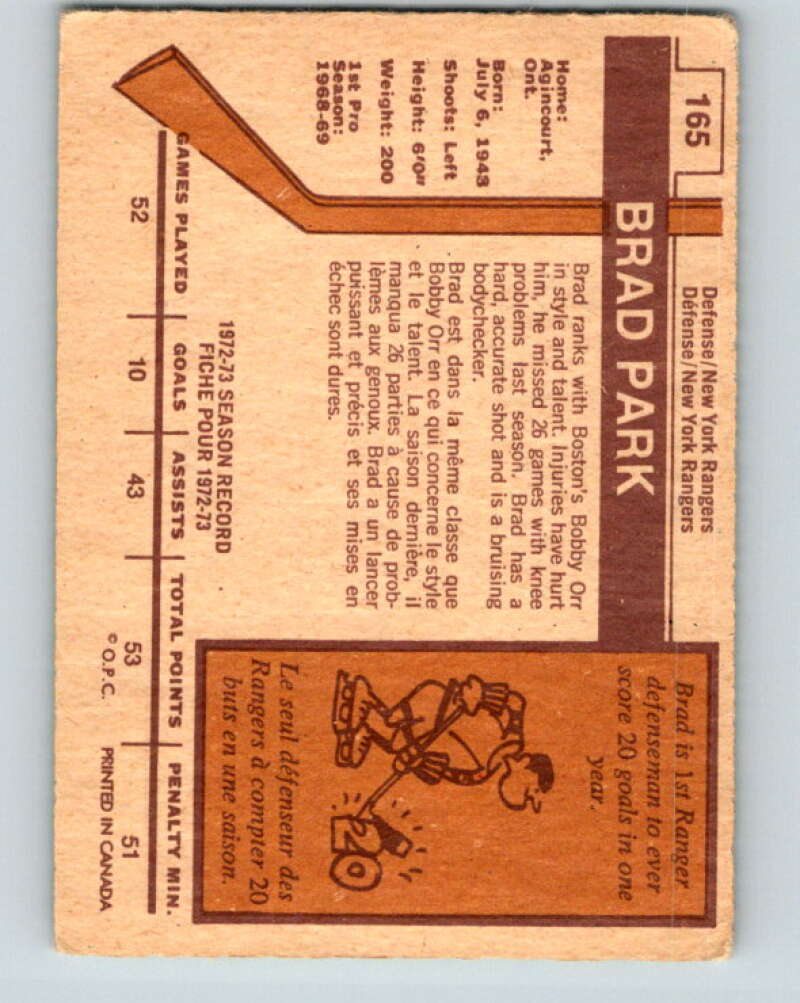 165
Defense/New York Rangers
Défense/New York Rangers
BRAD PARK
Home:
Agincourt,
Ont.
Born:
July 6, 1948
Shoots: Left
Height: 6'0"
Weight: 200
1st Pro
Season:
1968-69
Brad ranks with Boston's Bobby Orr
in style and talent. Injuries have hurt
him, he missed 26 games with knee
problems last season. Brad has a
hard, accurate shot and is a bruising
bodychecker.
Brad est dans la même classe que
Bobby Orr en ce qui concerne le style
et le talent. La saison dernière, il
manqua 26 parties à cause de prob-
lèmes aux genoux. Brad a un lancer
puissant et précis et ses mises en
échec sont dures.
Brad is 1st Ranger
defenseman to ever
score 20 goals in one
year.
20
Le seul défenseur des
Rangers à compter 20
buts en une saison.
1972-73 SEASON RECORD
FICHE POUR 1972-73
GAMES PLAYED GOALS ASSISTS TOTAL POINTS PENALTY MIN.
52 10 43 53 51
© O.P.C. PRINTED IN CANADA